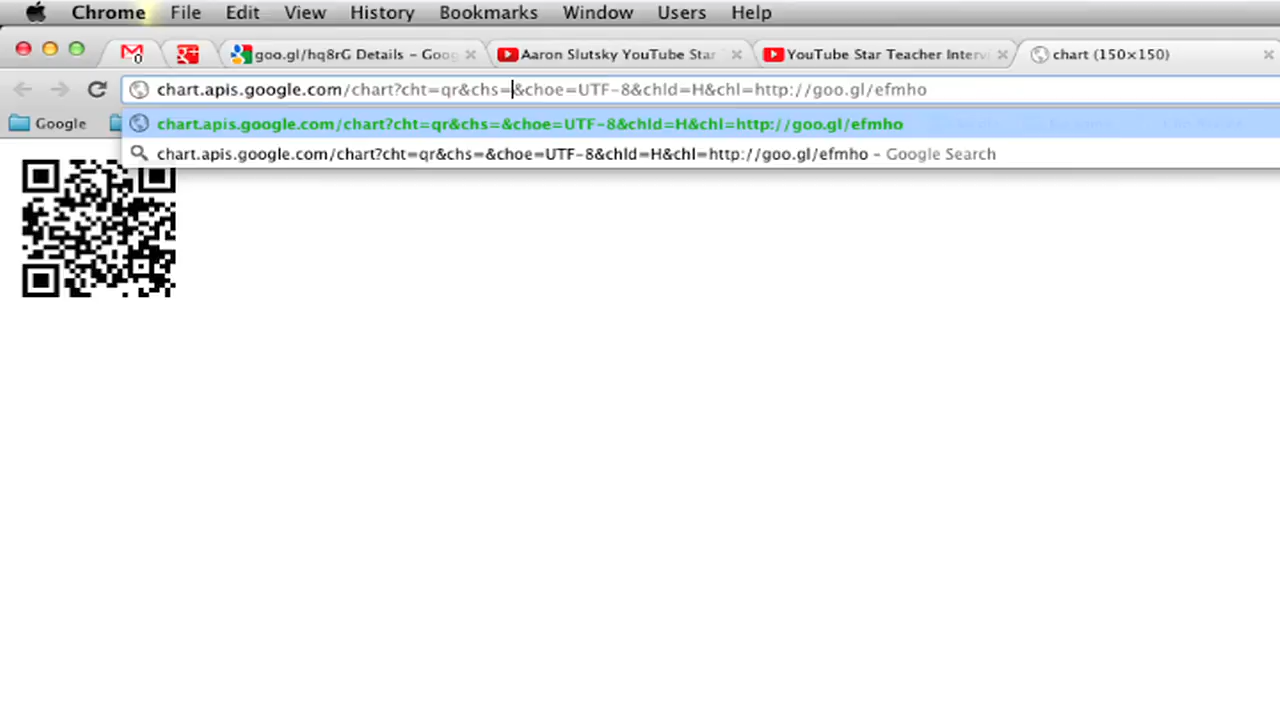 Chrome File Edit View History Bookmarks Window Users Help
0 goo.gl/hq8rG Details - Goo Aaron Slutsky YouTube Star YouTube Star Teacher Interv chart (150×150)
chart.apis.google.com/chart?cht=qr&chs=&choe=UTF-8&chld=H&chl=http://goo.gl/efmho
Google chart.apis.google.com/chart?cht=qr&chs=&choe=UTF-8&chld=H&chl=http://goo.gl/efmho
chart.apis.google.com/chart?cht=qr&chs=&choe=UTF-8&chld=H&chl=http://goo.gl/efmho - Google Search